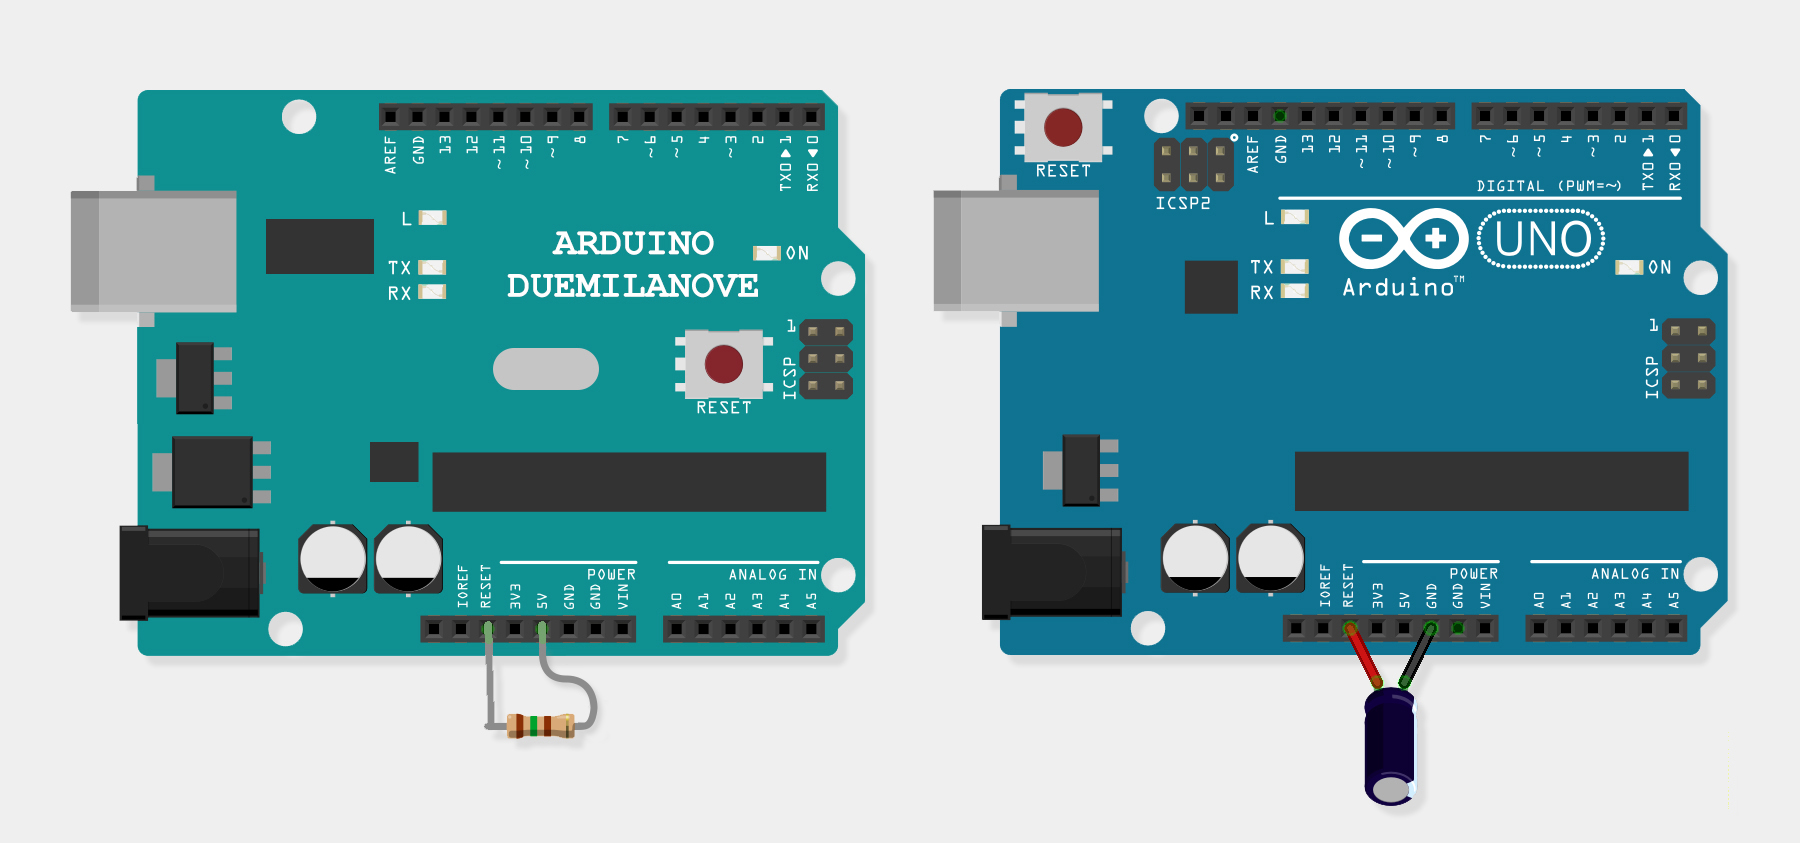 AREF
GND
13
12
~11
~10
~9
8
7
~6
~5
4
~3
2
TXO▶1
RXO◀0
L
TX
RX
ARDUINO
DUEMILANOVE
ON
1
ICSP
RESET
POWER
ANALOG IN
IOREF
RESET
3V3
5V
GND
GND
VIN
A0
A1
A2
A3
A4
A5
RESET
ICSP2
AREF
GND
13
12
~11
~10
~9
8
7
~6
~5
4
~3
2
TXO▶1
RXO◀0
DIGITAL (PWM=~)
L
TX
RX
UNO
Arduino™
ON
1
ICSP
POWER
ANALOG IN
IOREF
RESET
3V3
5V
GND
GND
VIN
A0
A1
A2
A3
A4
A5